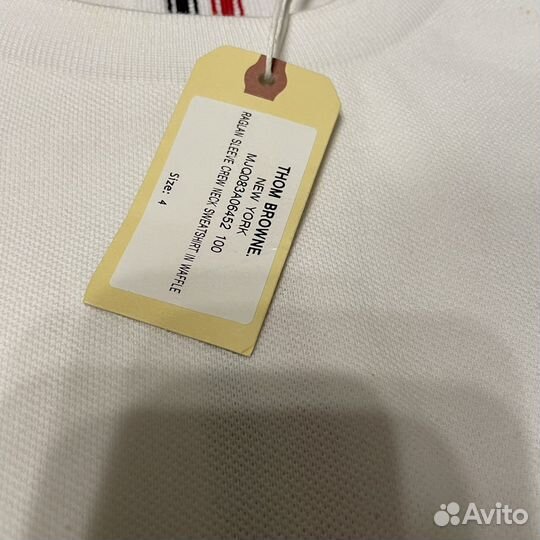 THOM BROWNE.
NEW YORK
MJQ083A06452 100
RAGLAN SLEEVE CREW NECK SWEATSHIRT IN WAFFLE
Size: 4
Avito